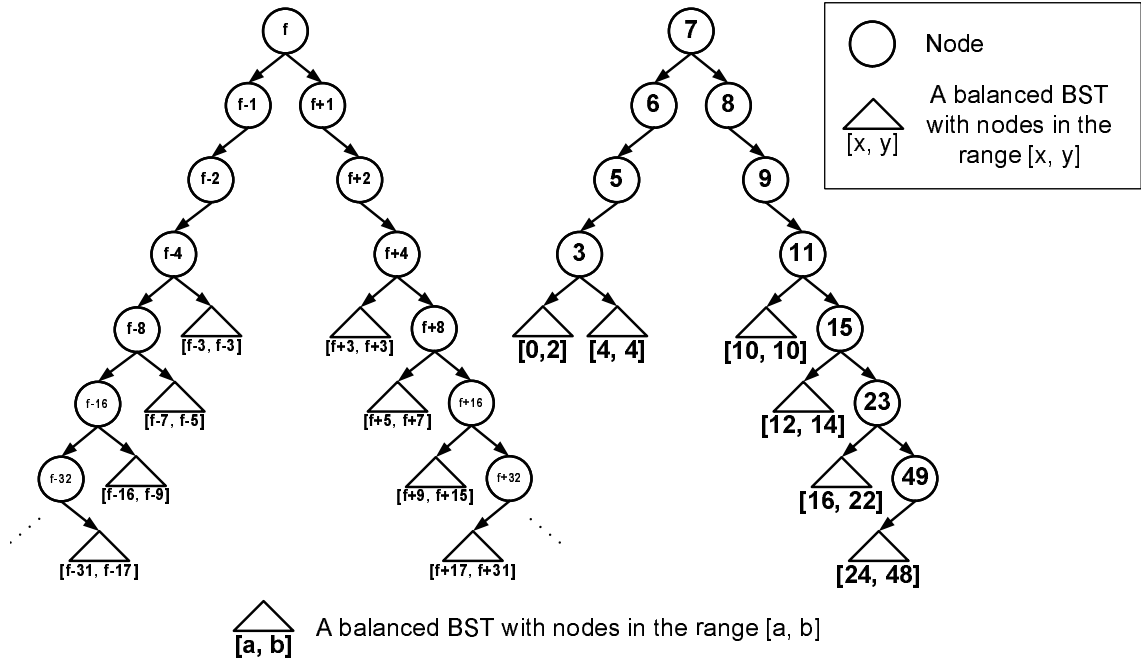 f
f-1
f+1
f-2
f+2
f-4
f+4
f-8
[f-3, f-3]
[f+3, f+3]
f+8
f-16
[f-7, f-5]
[f+5, f+7]
f+16
f-32
[f-16, f-9]
[f+9, f+15]
f+32
[f-31, f-17]
[f+17, f+31]
7
6
8
5
9
3
11
[0,2]
[4, 4]
[10, 10]
15
[12, 14]
23
[16, 22]
49
[24, 48]
Node
A balanced BST
with nodes in the
range [x, y]
[x, y]
[a, b]
A balanced BST with nodes in the range [a, b]